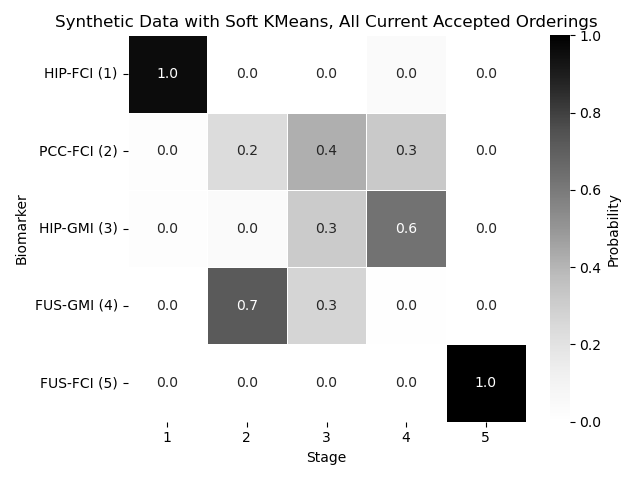 Synthetic Data with Soft KMeans, All Current Accepted Orderings
HIP-FCI (1) 1.0 0.0 0.0 0.0 0.0
PCC-FCI (2) 0.0 0.2 0.4 0.3 0.0
HIP-GMI (3) 0.0 0.0 0.3 0.6 0.0
FUS-GMI (4) 0.0 0.7 0.3 0.0 0.0
FUS-FCI (5) 0.0 0.0 0.0 0.0 1.0
1 2 3 4 5
Stage
Biomarker
1.0
0.8
0.6
0.4
0.2
0.0
Probability